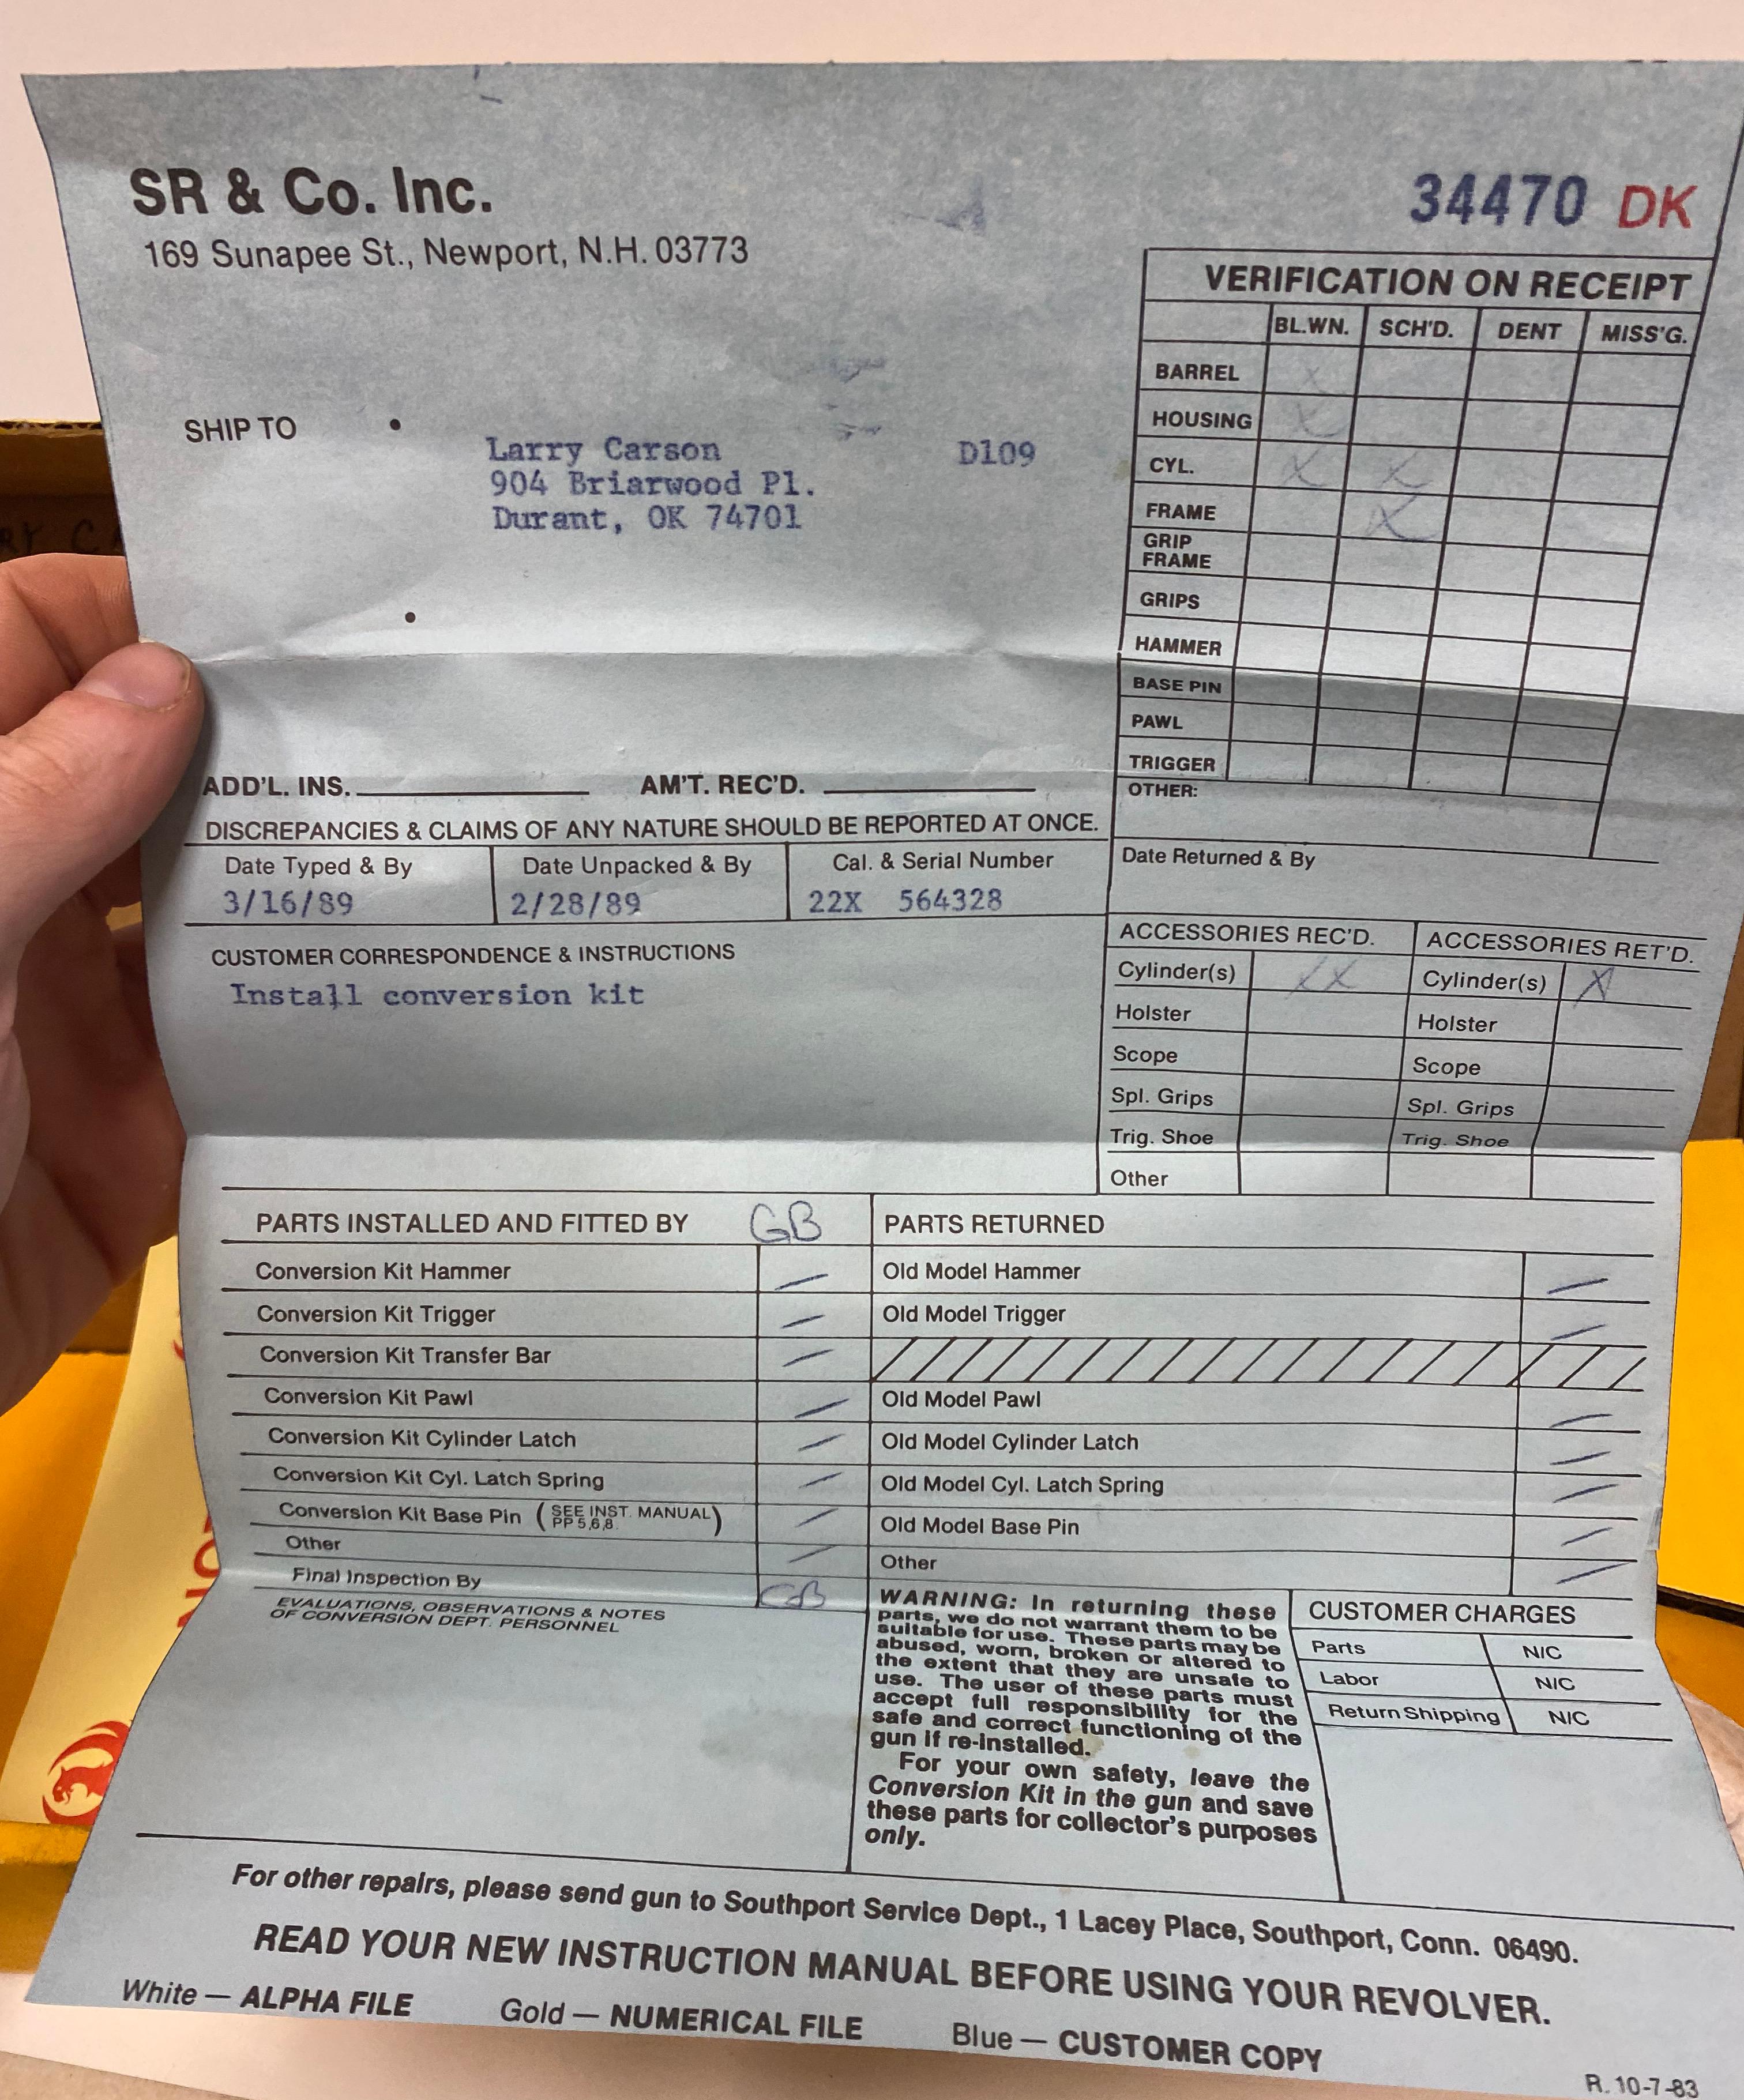 SR & Co. Inc.
169 Sunapee St., Newport, N.H. 03773
34470 DK
SHIP TO
Larry Carson D109
904 Briarwood Pl.
Durant, OK 74701
VERIFICATION ON RECEIPT
BL.WN. SCH'D. DENT MISS'G.
BARREL X
HOUSING X
CYL. X X
FRAME X
GRIP
FRAME
GRIPS
HAMMER
BASE PIN
PAWL
TRIGGER
OTHER:
Date Returned & By
ADD'L. INS. AM'T. REC'D.
DISCREPANCIES & CLAIMS OF ANY NATURE SHOULD BE REPORTED AT ONCE.
Date Typed & By Date Unpacked & By Cal. & Serial Number
3/16/89 2/28/89 22X 564328
CUSTOMER CORRESPONDENCE & INSTRUCTIONS
Install conversion kit
ACCESSORIES REC'D. ACCESSORIES RET'D.
Cylinder(s) XX Cylinder(s) X
Holster Holster
Scope Scope
Spl. Grips Spl. Grips
Trig. Shoe Trig. Shoe
Other
PARTS INSTALLED AND FITTED BY GB PARTS RETURNED
Conversion Kit Hammer Old Model Hammer
Conversion Kit Trigger Old Model Trigger
Conversion Kit Transfer Bar
Conversion Kit Pawl Old Model Pawl
Conversion Kit Cylinder Latch Old Model Cylinder Latch
Conversion Kit Cyl. Latch Spring Old Model Cyl. Latch Spring
Conversion Kit Base Pin (SEE INST. MANUAL PP 5,6,8.) Old Model Base Pin
Other Other
Final Inspection By GB
EVALUATIONS, OBSERVATIONS & NOTES
OF CONVERSION DEPT. PERSONNEL
WARNING: In returning these
parts, we do not warrant them to be
suitable for use. These parts may be
abused, worn, broken or altered to
the extent that they are unsafe to
use. The user of these parts must
accept full responsibility for the
safe and correct functioning of the
gun if re-installed.
For your own safety, leave the
Conversion Kit in the gun and save
these parts for collector's purposes
only.
CUSTOMER CHARGES
Parts N/C
Labor N/C
Return Shipping N/C
For other repairs, please send gun to Southport Service Dept., 1 Lacey Place, Southport, Conn. 06490.
READ YOUR NEW INSTRUCTION MANUAL BEFORE USING YOUR REVOLVER.
White — ALPHA FILE Gold — NUMERICAL FILE Blue — CUSTOMER COPY
R. 10-7-83